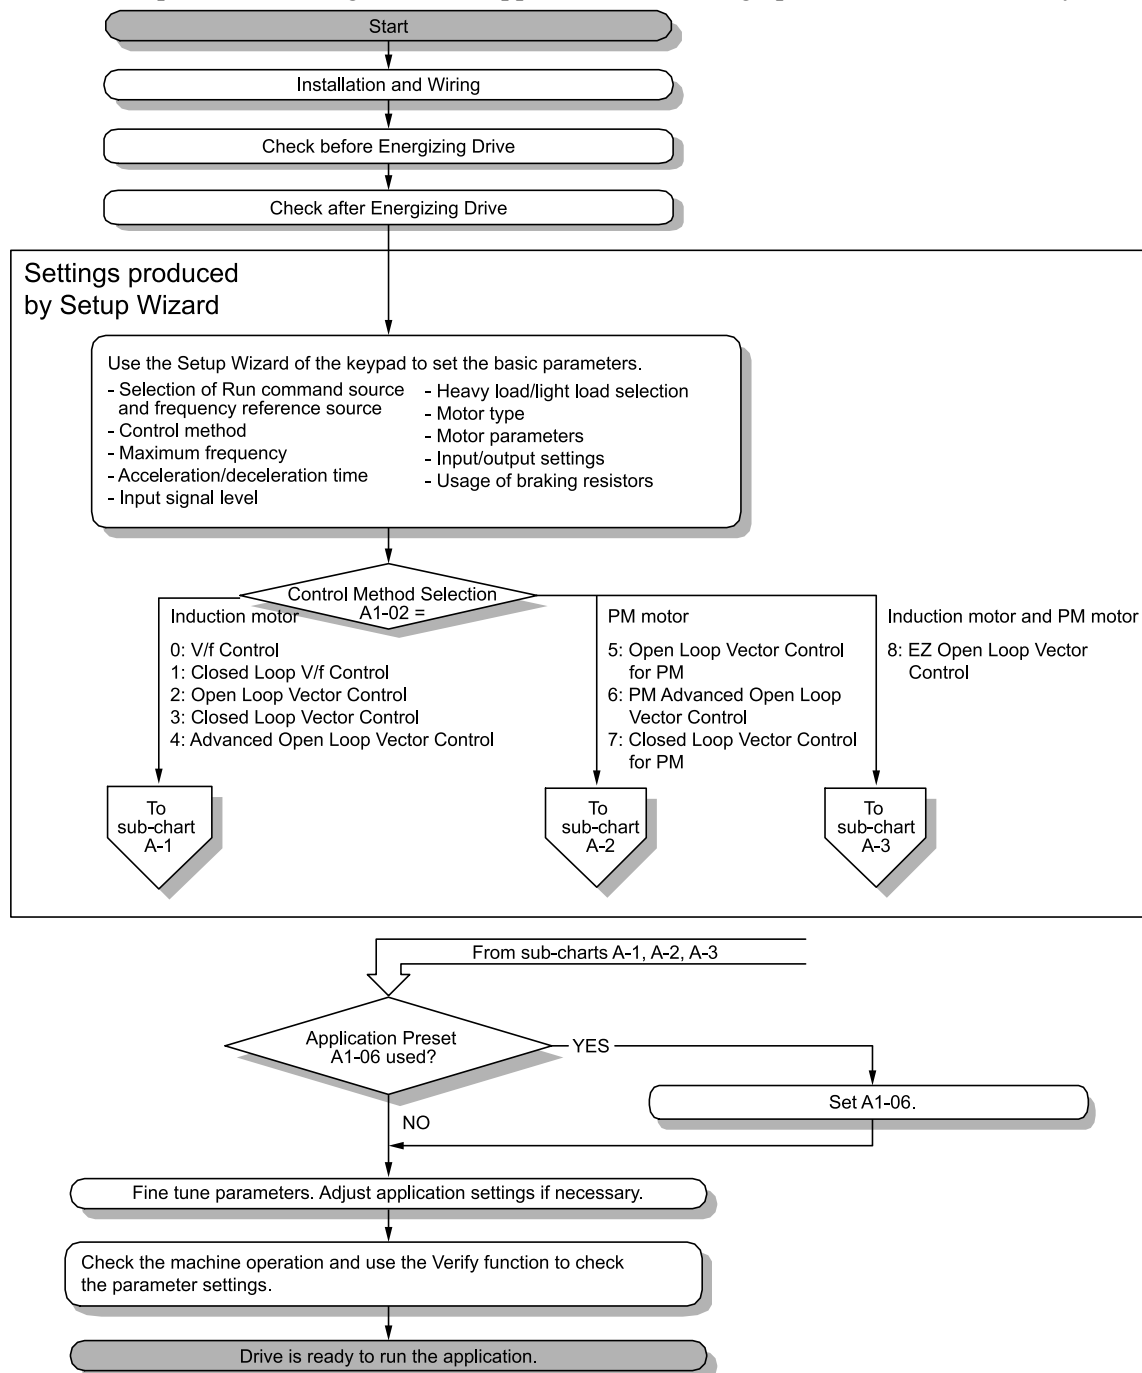 Start
Installation and Wiring
Check before Energizing Drive
Check after Energizing Drive
Settings produced
by Setup Wizard
Use the Setup Wizard of the keypad to set the basic parameters.
- Selection of Run command source
and frequency reference source
- Control method
- Maximum frequency
- Acceleration/deceleration time
- Input signal level
- Heavy load/light load selection
- Motor type
- Motor parameters
- Input/output settings
- Usage of braking resistors
Control Method Selection
A1-02 =
Induction motor
0: V/f Control
1: Closed Loop V/f Control
2: Open Loop Vector Control
3: Closed Loop Vector Control
4: Advanced Open Loop Vector Control
PM motor
5: Open Loop Vector Control
for PM
6: PM Advanced Open Loop
Vector Control
7: Closed Loop Vector Control
for PM
Induction motor and PM motor
8: EZ Open Loop Vector
Control
To
sub-chart
A-1
To
sub-chart
A-2
To
sub-chart
A-3
From sub-charts A-1, A-2, A-3
Application Preset
A1-06 used?
YES
Set A1-06.
NO
Fine tune parameters. Adjust application settings if necessary.
Check the machine operation and use the Verify function to check
the parameter settings.
Drive is ready to run the application.